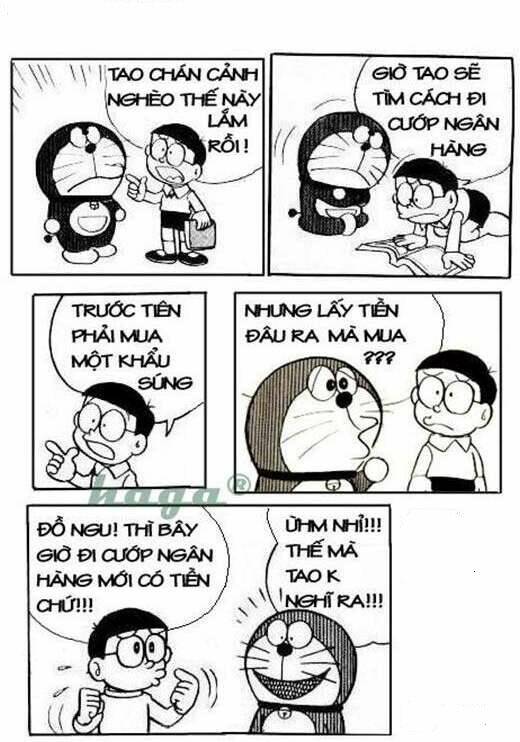 TAO CHÁN CẢNH
NGHÈO THẾ NÀY
LẮM
RỒI!
GIỜ TAO SẼ
TÌM CÁCH ĐI
CƯỚP NGÂN
HÀNG
TRƯỚC TIÊN
PHẢI MUA
MỘT KHẨU
SÚNG
NHƯNG LẤY TIỀN
ĐÂU RA MÀ MUA
???
haga®
ĐỒ NGU! THÌ BÂY
GIỜ ĐI CƯỚP NGÂN
HÀNG MỚI CÓ TIỀN
CHỨ!!!
ỪHM NHỈ!!!
THẾ MÀ
TAO K
NGHĨ RA!!!